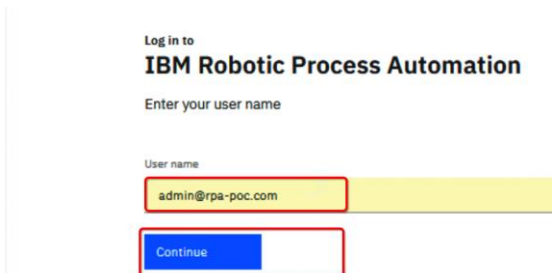 Log in to
IBM Robotic Process Automation
Enter your user name
User name
admin@rpa-poc.com
Continue